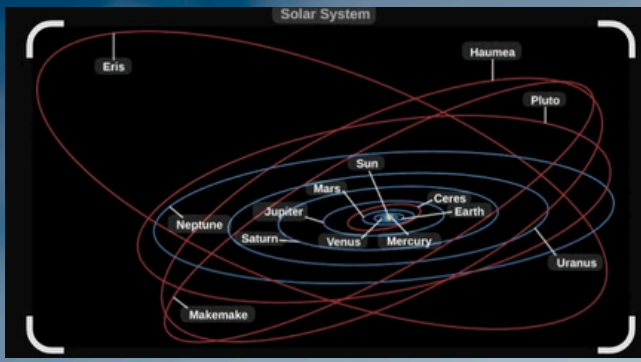 Solar System
Eris
Haumea
Pluto
Sun
Mars
Ceres
Jupiter
Earth
Neptune
Saturn
Venus
Mercury
Uranus
Makemake